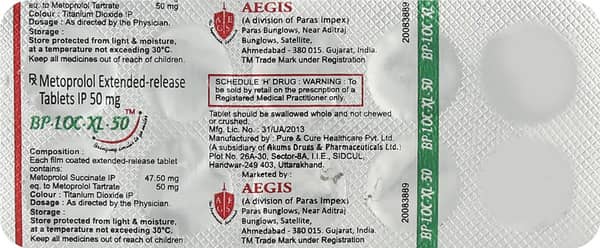 eq. to Metoprolol Tartrate 50 mg
Colour : Titanium Dioxide IP
Dosage : As directed by the Physician.
Storage :
Store protected from light & moisture,
at a temperature not exceeding 30°C.
Keep all medicines out of reach of children.
Rx Metoprolol Extended-release
Tablets IP 50 mg
BP-LOC-XL-50™
Composition :
Each film coated extended-release tablet
contains:
Metoprolol Succinate IP 47.50 mg
eq. to Metoprolol Tartrate 50 mg
Colour : Titanium Dioxide IP
Dosage : As directed by the Physician.
Storage :
Store protected from light & moisture,
at a temperature not exceeding 30°C.
Keep all medicines out of reach of children.
AEGIS
(A division of Paras Impex)
Paras Bunglows, Near Aditraj
Bunglows, Satellite,
Ahmedabad - 380 015. Gujarat, India.
TM Trade Mark under Registration
SCHEDULE 'H' DRUG : WARNING : To
be sold by retail on the prescription of a
Registered Medical Practitioner only.
Tablet should be swallowed whole and not chewed
or crushed.
Mfg. Lic. No. : 31/UA/2013
Manufactured by : Pure & Cure Healthcare Pvt. Ltd.
(A subsidiary of Akums Drugs & Pharmaceuticals Ltd.)
Plot No. 26A-30, Sector-8A, I.I.E., SIDCUL,
Haridwar-249 403, Uttarakhand.
Marketed by :
AEGIS
(A division of Paras Impex)
Paras Bunglows, Near Aditraj
Bunglows, Satellite,
Ahmedabad - 380 015. Gujarat, India.
TM Trade Mark under Registration
20083889
20083889
BP-LOC-XL
BP-LOC-XL-50
BP-LOC-XL-50